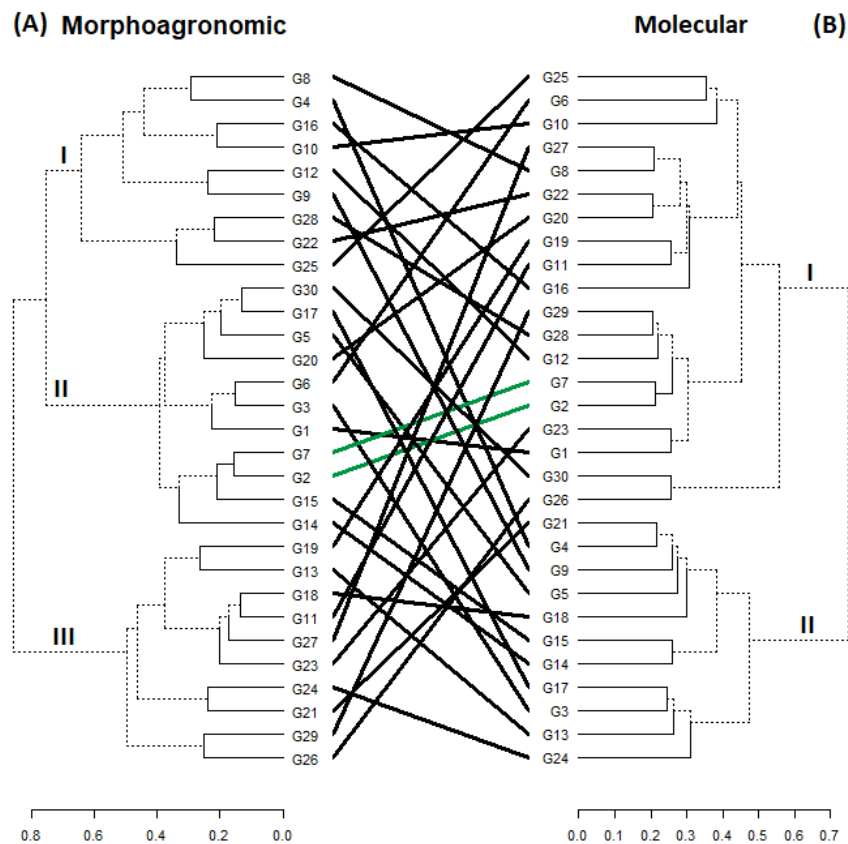 (A) Morphoagronomic Molecular (B)
G8 G25
G4 G6
G16 G10
G10 G27
I G12 G8
G9 G22
G28 G20
G22 G19
G25 G11
G30 G16 I
G17 G29
G5 G28
G20 G12
II G6 G7
G3 G2
G1 G23
G7 G1
G2 G30
G15 G26
G14 G21
G19 G4
G13 G9
G18 G5
G11 G18
III G27 G15 II
G23 G14
G24 G17
G21 G3
G29 G13
G26 G24
0.8 0.6 0.4 0.2 0.0 0.0 0.1 0.2 0.3 0.4 0.5 0.6 0.7